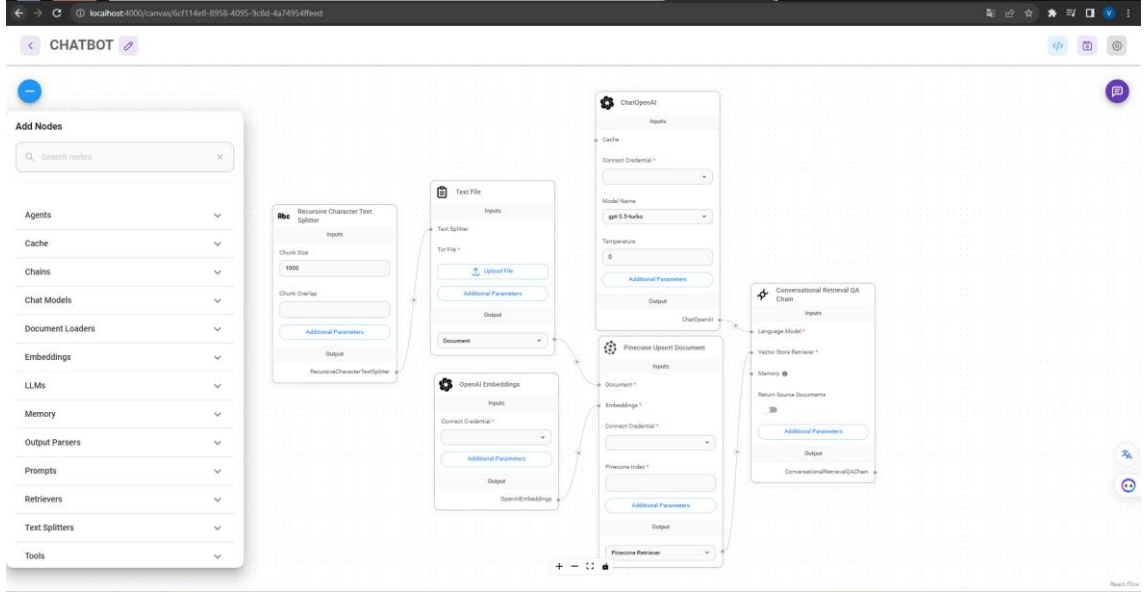 localhost:4000/canvas/6cf114e8-8958-4095-9c8d-4a74954ffeed
CHATBOT
Add Nodes
Search nodes
Agents
Cache
Chains
Chat Models
Document Loaders
Embeddings
LLMs
Memory
Output Parsers
Prompts
Retrievers
Text Splitters
Tools
Abc
Recursive Character Text
Splitter
Inputs
Chunk Size
1000
Chunk Overlap
Additional Parameters
Output
RecursiveCharacterTextSplitter
Text File
Inputs
Text Splitter
Txt File *
Upload File
Additional Parameters
Output
Document
OpenAI Embeddings
Inputs
Connect Credential *
Additional Parameters
Output
OpenAIEmbeddings
ChatOpenAI
Inputs
Cache
Connect Credential *
Model Name
gpt-3.5-turbo
Temperature
0
Additional Parameters
Output
ChatOpenAI
Pinecone Upsert Document
Inputs
Document *
Embeddings *
Connect Credential *
Pinecone Index *
Additional Parameters
Output
Pinecone Retriever
Conversational Retrieval QA
Chain
Inputs
Language Model *
Vector Store Retriever *
Memory
Return Source Documents
Additional Parameters
Output
ConversationalRetrievalQAChain
V
React Flow